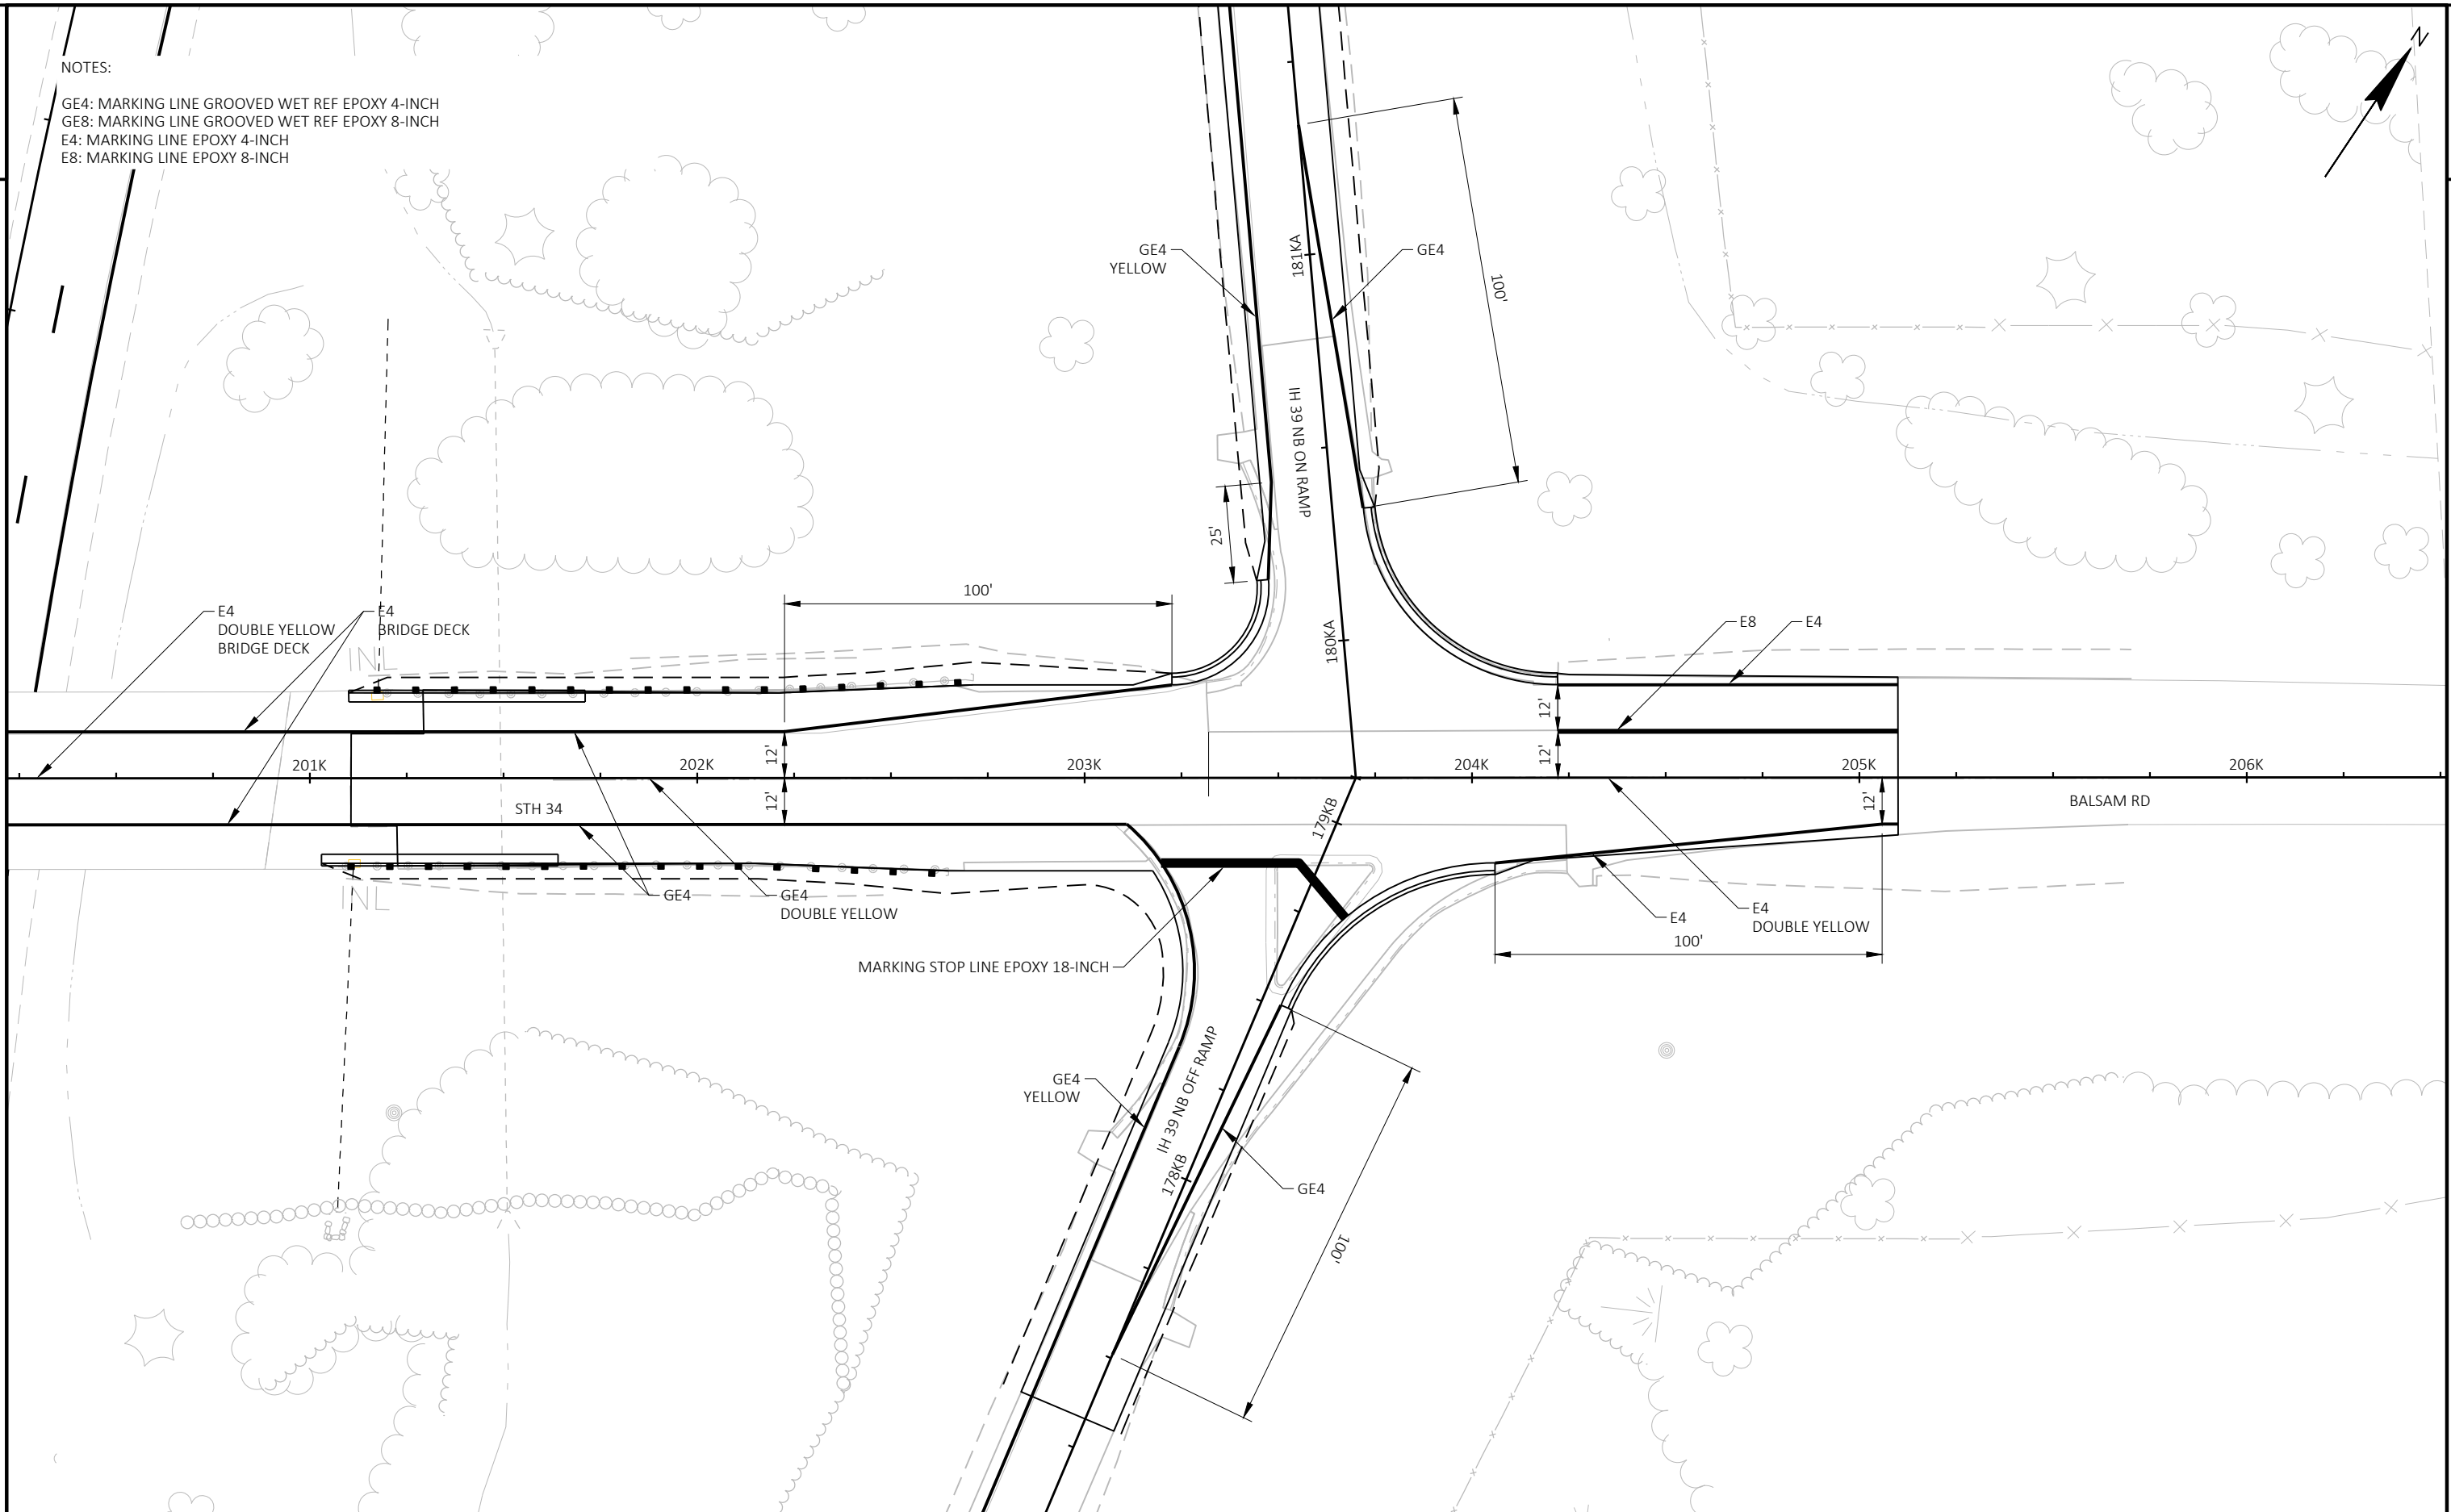 N
NOTES:
GE4: MARKING LINE GROOVED WET REF EPOXY 4-INCH
GE8: MARKING LINE GROOVED WET REF EPOXY 8-INCH
E4: MARKING LINE EPOXY 4-INCH
E8: MARKING LINE EPOXY 8-INCH
GE4
YELLOW
181KA
GE4
100'
IH 39 NB ON RAMP
25'
100'
E4
DOUBLE YELLOW
BRIDGE DECK
E4
BRIDGE DECK
INL
180KA
E8
E4
12'
12'
12'
12'
12'
201K
202K
203K
204K
205K
206K
STH 34
BALSAM RD
179KB
INL
GE4
GE4
DOUBLE YELLOW
E4
E4
DOUBLE YELLOW
100'
MARKING STOP LINE EPOXY 18-INCH
IH 39 NB OFF RAMP
GE4
YELLOW
178KB
GE4
100'